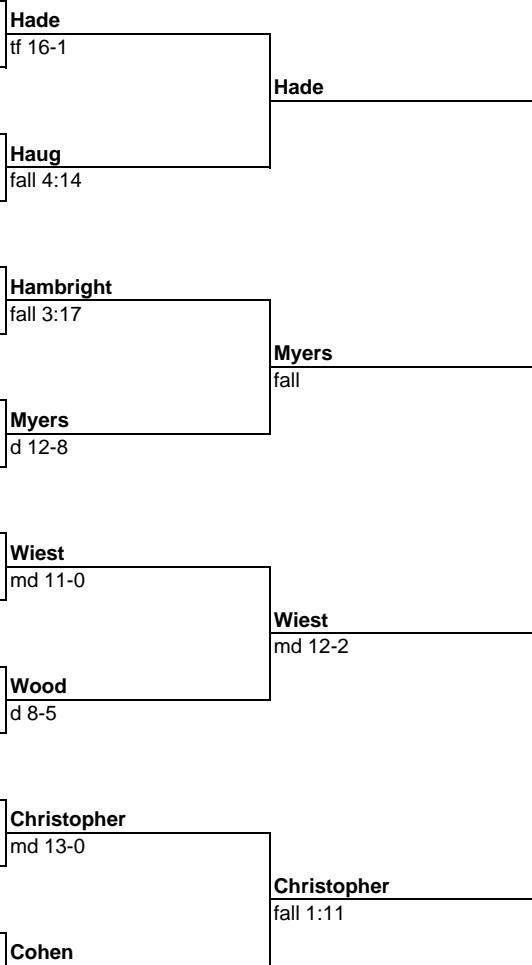 Hade
tf 16-1
Hade
Haug
fall 4:14
Hambright
fall 3:17
Myers
fall
Myers
d 12-8
Wiest
md 11-0
Wiest
md 12-2
Wood
d 8-5
Christopher
md 13-0
Christopher
fall 1:11
Cohen